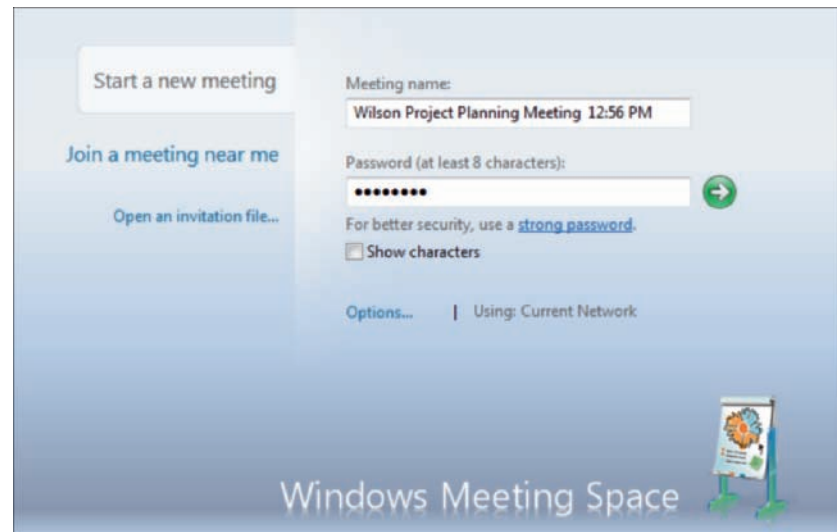 Start a new meeting
Join a meeting near me
Open an invitation file...
Meeting name:
Wilson Project Planning Meeting 12:56 PM
Password (at least 8 characters):
••••••••
For better security, use a strong password.
Show characters
Options... | Using: Current Network
Windows Meeting Space